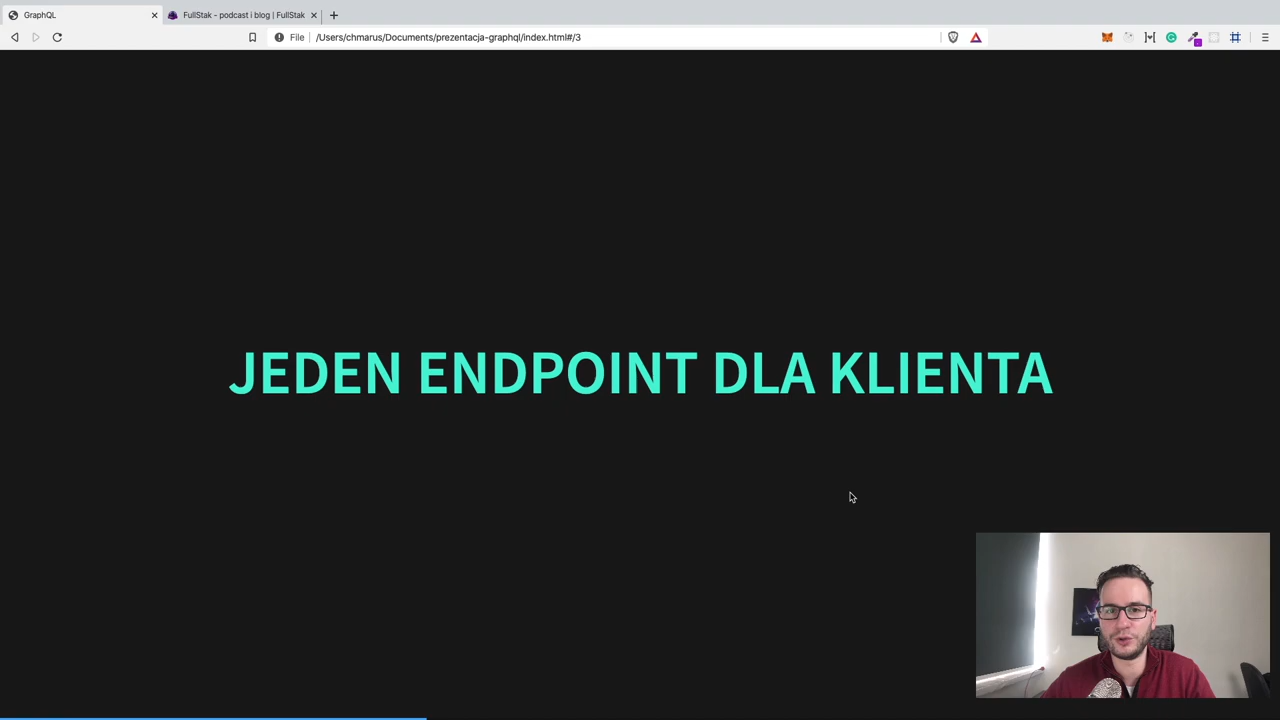 GraphQL
FullStak - podcast i blog | FullStak
File
/Users/chmarus/Documents/prezentacja-graphql/index.html#/3
JEDEN ENDPOINT DLA KLIENTA